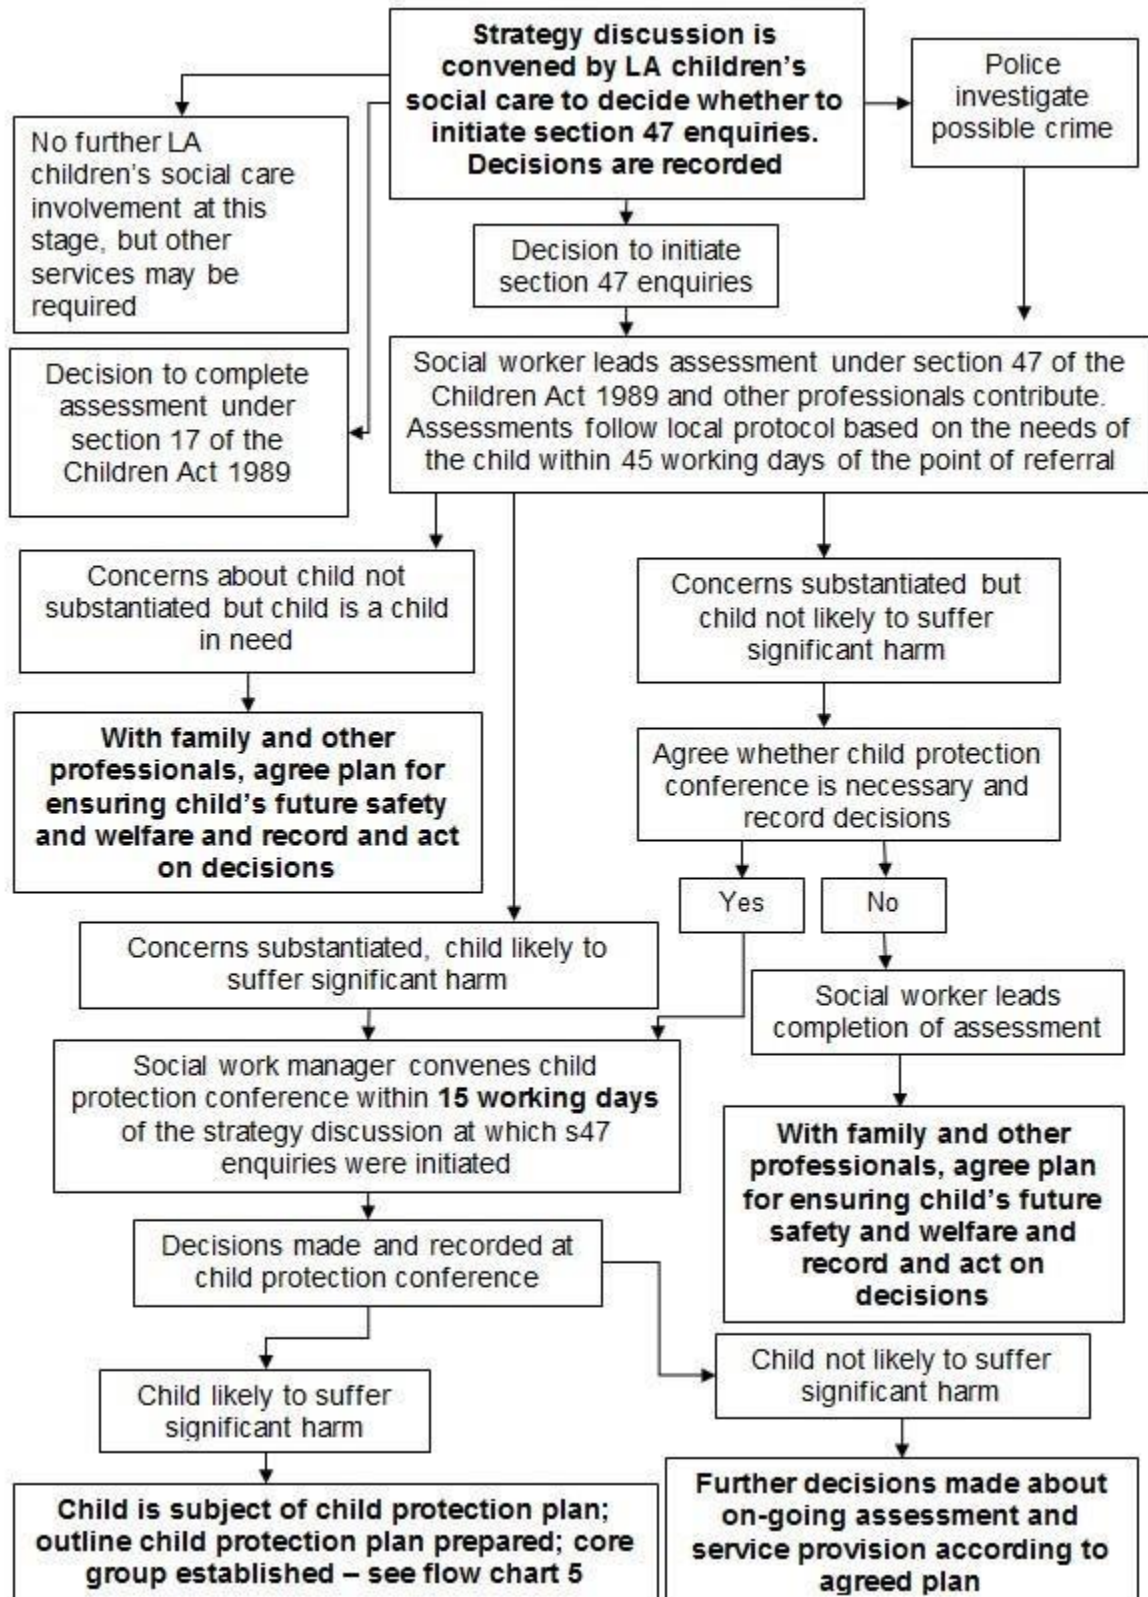 Strategy discussion is
convened by LA children's
social care to decide whether to
initiate section 47 enquiries.
Decisions are recorded
Police
investigate
possible crime
No further LA
children's social care
involvement at this
stage, but other
services may be
required
Decision to initiate
section 47 enquiries
Decision to complete
assessment under
section 17 of the
Children Act 1989
Social worker leads assessment under section 47 of the
Children Act 1989 and other professionals contribute.
Assessments follow local protocol based on the needs of
the child within 45 working days of the point of referral
Concerns about child not
substantiated but child is a child
in need
Concerns substantiated but
child not likely to suffer
significant harm
With family and other
professionals, agree plan for
ensuring child's future safety
and welfare and record and act
on decisions
Agree whether child protection
conference is necessary and
record decisions
Yes
No
Concerns substantiated, child likely to
suffer significant harm
Social worker leads
completion of assessment
Social work manager convenes child
protection conference within 15 working days
of the strategy discussion at which s47
enquiries were initiated
With family and other
professionals, agree plan
for ensuring child's future
safety and welfare and
record and act on
decisions
Decisions made and recorded at
child protection conference
Child likely to suffer
significant harm
Child not likely to suffer
significant harm
Child is subject of child protection plan;
outline child protection plan prepared; core
group established – see flow chart 5
Further decisions made about
on-going assessment and
service provision according to
agreed plan